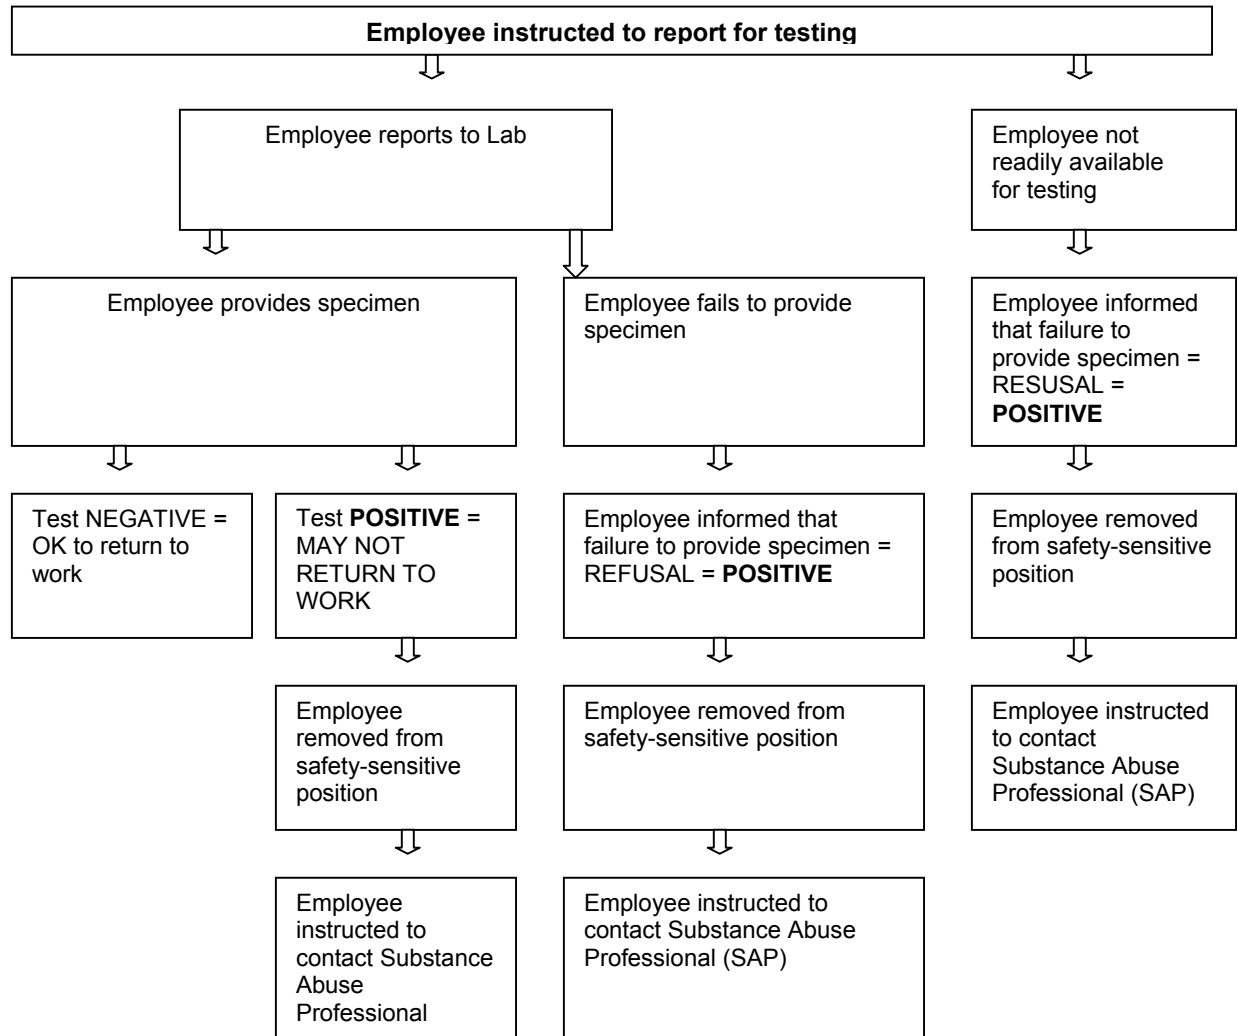 Employee instructed to report for testing
Employee reports to Lab
Employee not
readily available
for testing
Employee provides specimen
Employee fails to provide
specimen
Employee informed
that failure to
provide specimen =
RESUSAL =
POSITIVE
Test NEGATIVE =
OK to return to
work
Test POSITIVE =
MAY NOT
RETURN TO
WORK
Employee informed that
failure to provide specimen =
REFUSAL = POSITIVE
Employee removed
from safety-sensitive
position
Employee
removed from
safety-sensitive
position
Employee removed from
safety-sensitive position
Employee instructed
to contact
Substance Abuse
Professional (SAP)
Employee
instructed to
contact Substance
Abuse
Professional
Employee instructed to
contact Substance Abuse
Professional (SAP)